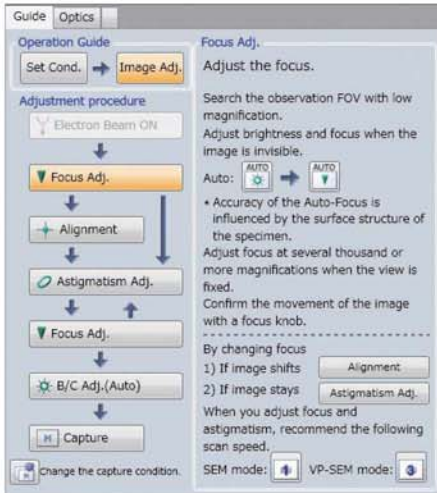 Guide
Optics
Operation Guide
Set Cond.
Image Adj.
Adjustment procedure
Electron Beam ON
Focus Adj.
Alignment
Astigmatism Adj.
Focus Adj.
B/C Adj.(Auto)
Capture
Change the capture condition.
Focus Adj.
Adjust the focus.
Search the observation FOV with low
magnification.
Adjust brightness and focus when the
image is invisible.
Auto: AUTO AUTO
• Accuracy of the Auto-Focus is
influenced by the surface structure of
the specimen.
Adjust focus at several thousand or
more magnifications when the view is
fixed.
Confirm the movement of the image
with a focus knob.
By changing focus
1) If image shifts Alignment
2) If image stays Astigmatism Adj.
When you adjust focus and
astigmatism, recommend the following
scan speed.
SEM mode: VP-SEM mode: 3